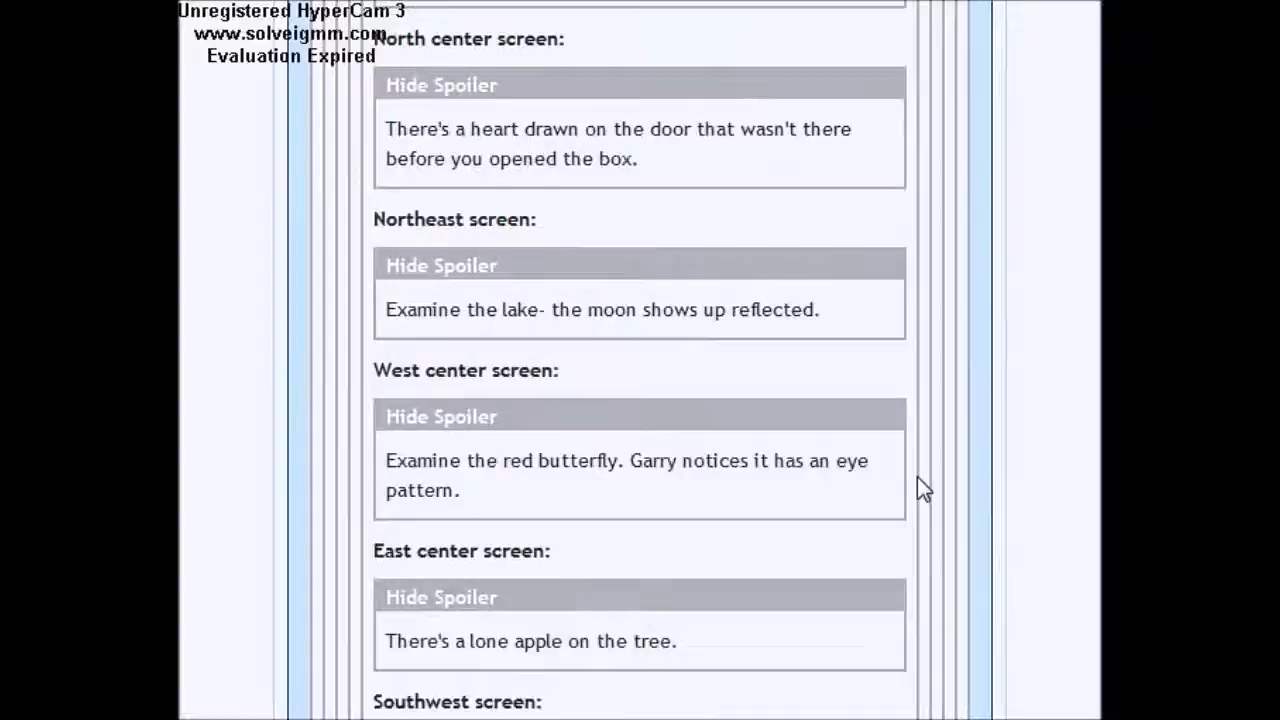 Unregistered HyperCam 3
www.solveigmm.com
Evaluation Expired
North center screen:
Hide Spoiler
There's a heart drawn on the door that wasn't there
before you opened the box.
Northeast screen:
Hide Spoiler
Examine the lake- the moon shows up reflected.
West center screen:
Hide Spoiler
Examine the red butterfly. Garry notices it has an eye
pattern.
East center screen:
Hide Spoiler
There's a lone apple on the tree.
Southwest screen: